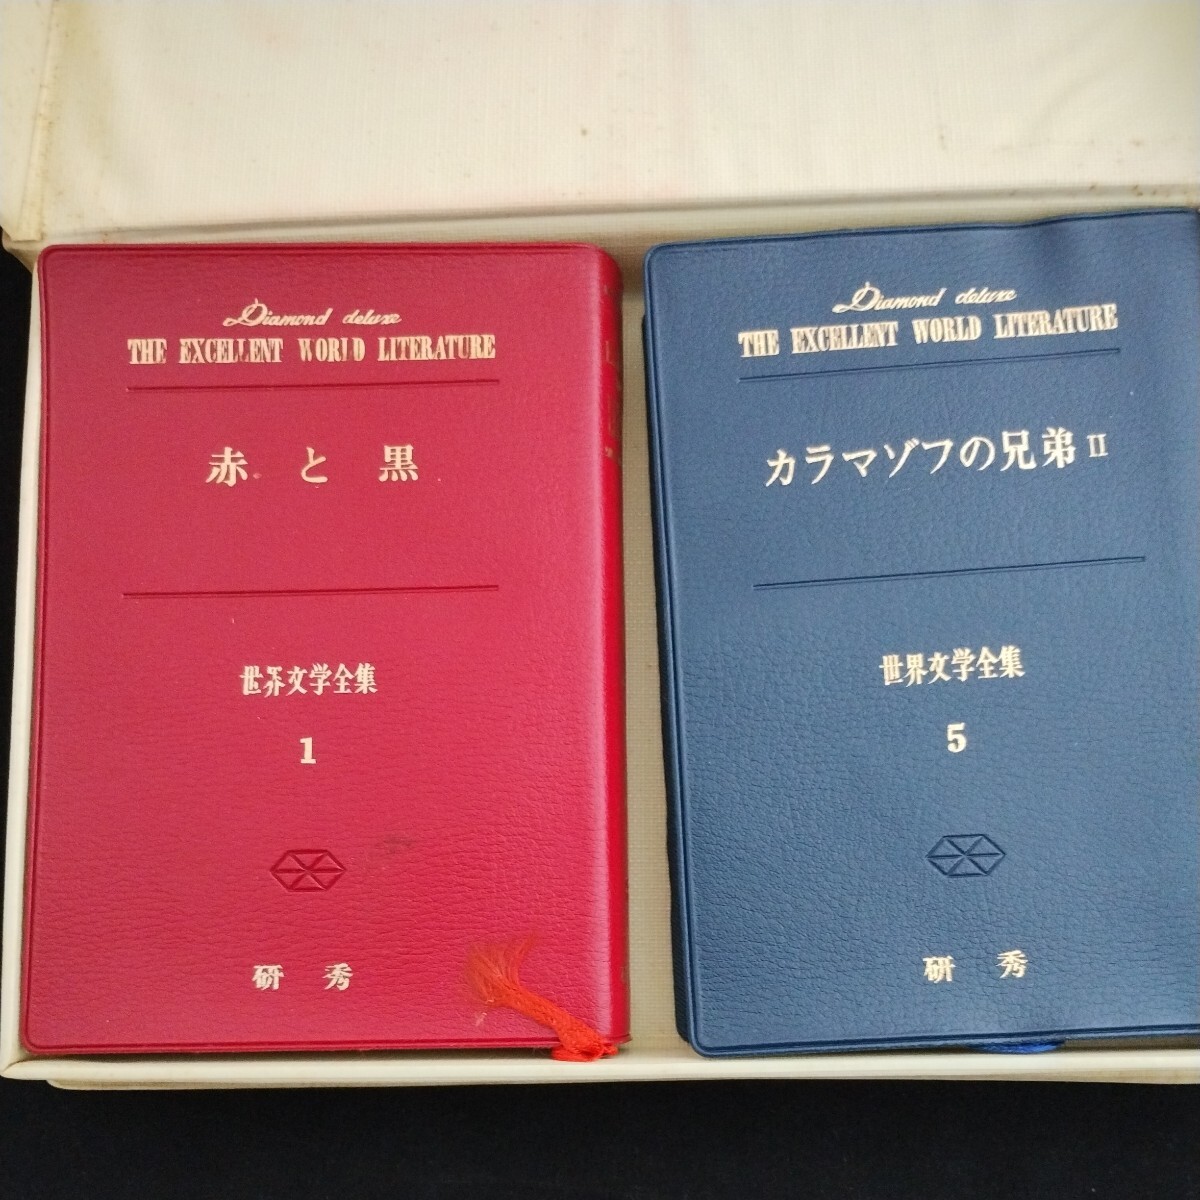 Diamond deluxe
THE EXCELLENT WORLD LITERATURE
赤と黒
世界文学全集
1
研秀
Diamond deluxe
THE EXCELLENT WORLD LITERATURE
カラマゾフの兄弟 II
世界文学全集
5
研秀